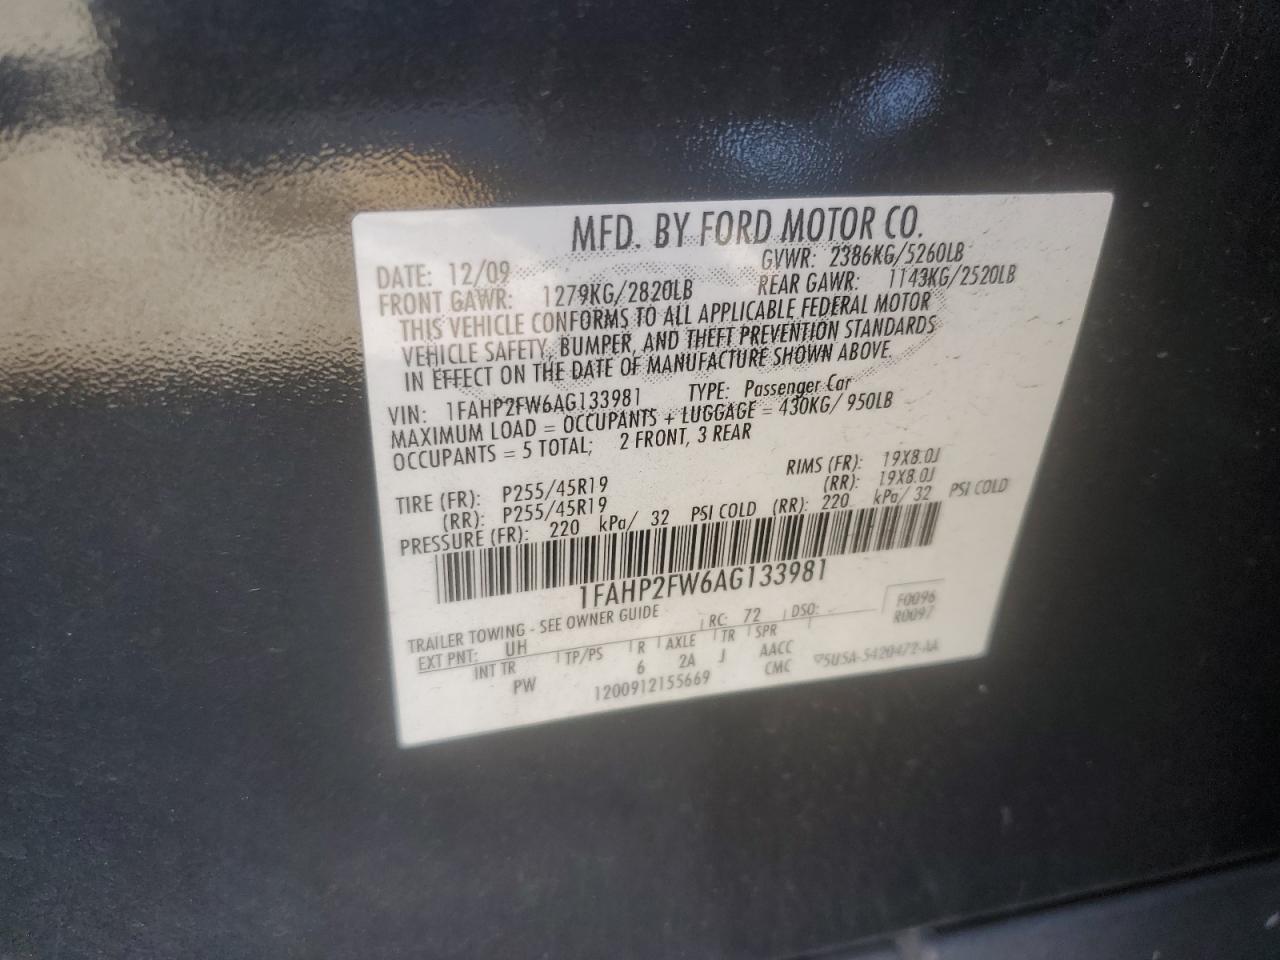 MFD. BY FORD MOTOR CO.
DATE: 12/09 GVWR: 2386KG/5260LB
FRONT GAWR: 1279KG/2820LB REAR GAWR: 1143KG/2520LB
THIS VEHICLE CONFORMS TO ALL APPLICABLE FEDERAL MOTOR
VEHICLE SAFETY, BUMPER, AND THEFT PREVENTION STANDARDS
IN EFFECT ON THE DATE OF MANUFACTURE SHOWN ABOVE.
VIN: 1FAHP2FW6AG133981 TYPE: Passenger Car
MAXIMUM LOAD = OCCUPANTS + LUGGAGE = 430KG/ 950LB
OCCUPANTS = 5 TOTAL; 2 FRONT, 3 REAR
TIRE (FR): P255/45R19 RIMS (FR): 19X8.0J
(RR): P255/45R19 (RR): 19X8.0J
PRESSURE (FR): 220 kPa/ 32 PSI COLD (RR): 220 kPa/ 32 PSI COLD
1FAHP2FW6AG133981
TRAILER TOWING - SEE OWNER GUIDE
EXT PNT: UH RC: 72 DSO: F0096
R0097
INT TR TP/PS R AXLE TR SPR
PW 6 2A J AACC
CMC
1200912155669 5U5A-5420472-AA